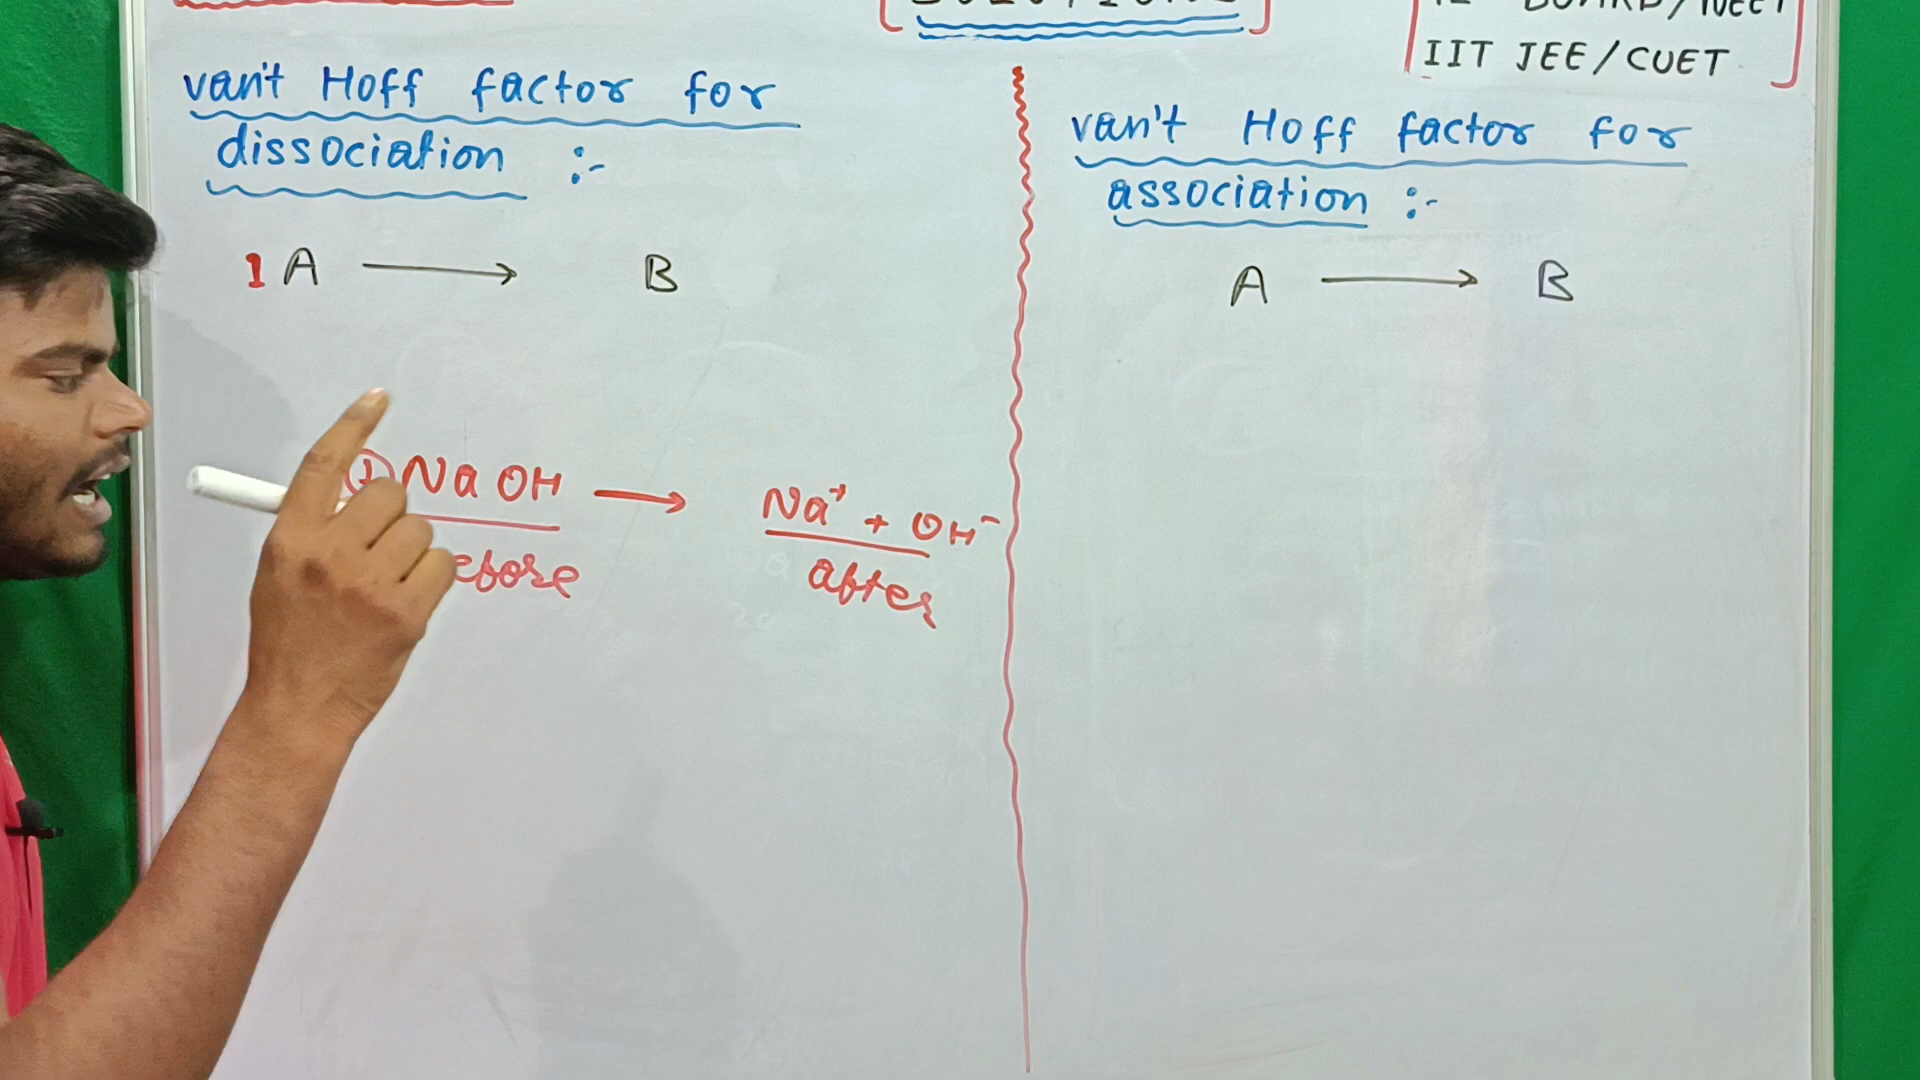 IIT JEE/CUET
van't Hoff factor for
dissociation :-
1 A ⟶ B
① NaOH ⟶ Na⁺ + OH⁻
after
van't Hoff factor for
association :-
A ⟶ B